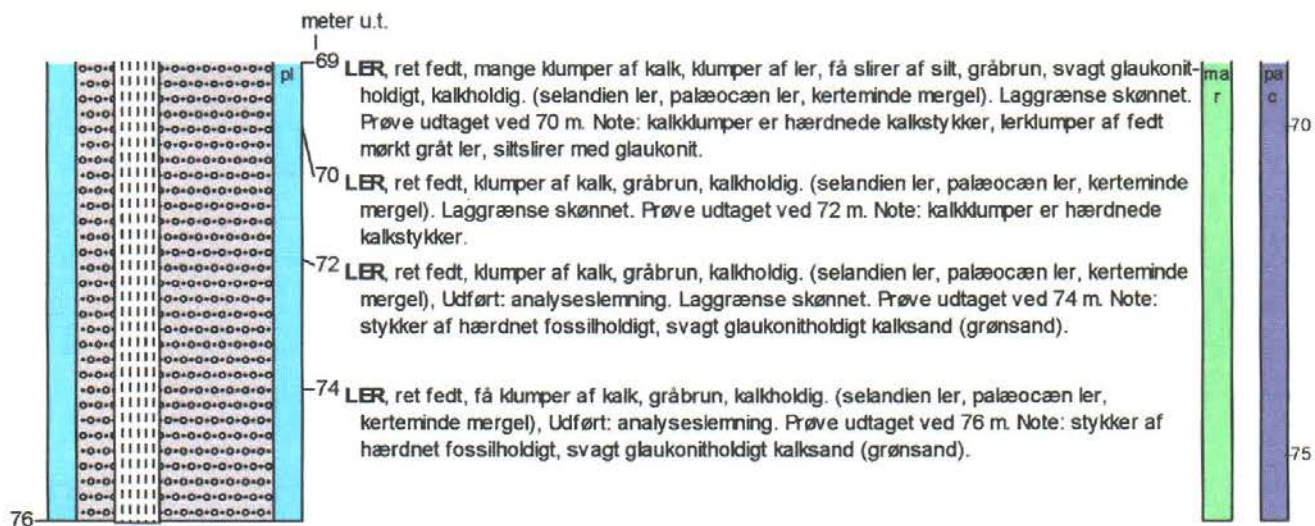 meter u.t.
69 LER, ret fedt, mange klumper af kalk, klumper af ler, få slirer af silt, gråbrun, svagt glaukonit-
holdigt, kalkholdig. (selandien ler, palæocæn ler, kerteminde mergel). Laggrænse skønnet.
Prøve udtaget ved 70 m. Note: kalkklumper er hærdnede kalkstykker, lerklumper af fedt
mørkt gråt ler, siltslirer med glaukonit.
70 LER, ret fedt, klumper af kalk, gråbrun, kalkholdig. (selandien ler, palæocæn ler, kerteminde
mergel). Laggrænse skønnet. Prøve udtaget ved 72 m. Note: kalkklumper er hærdnede
kalkstykker.
72 LER, ret fedt, klumper af kalk, gråbrun, kalkholdig. (selandien ler, palæocæn ler, kerteminde
mergel), Udført: analyseslemning. Laggrænse skønnet. Prøve udtaget ved 74 m. Note:
stykker af hærdnet fossilholdigt, svagt glaukonitholdigt kalksand (grønsand).
74 LER, ret fedt, få klumper af kalk, gråbrun, kalkholdig. (selandien ler, palæocæn ler,
kerteminde mergel), Udført: analyseslemning. Prøve udtaget ved 76 m. Note: stykker af
hærdnet fossilholdigt, svagt glaukonitholdigt kalksand (grønsand).
76
pl
ma
r
pa
c
70
75